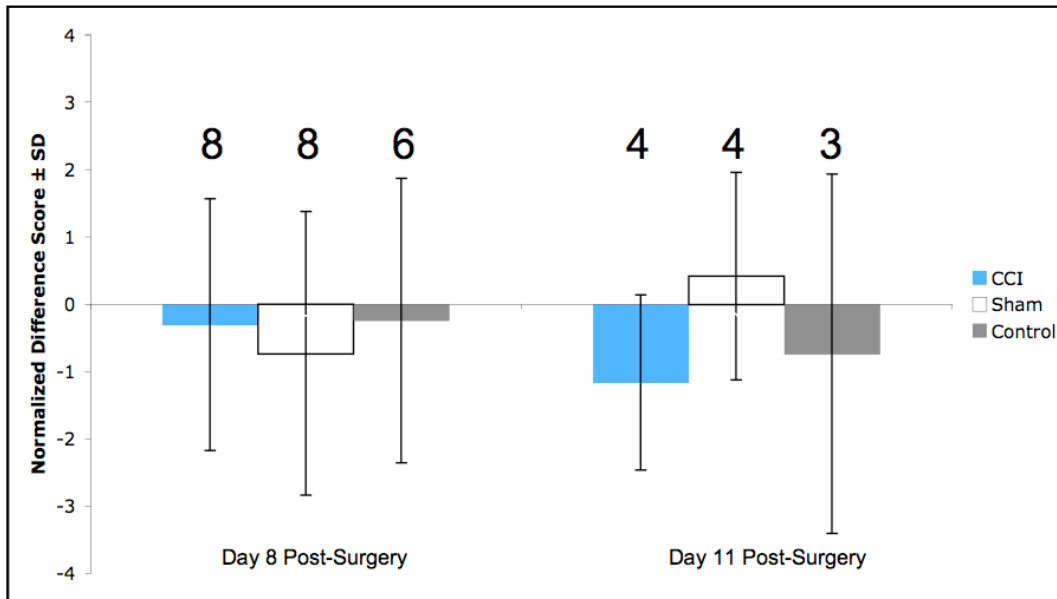 Normalized Difference Score ± SD
4
3
2
1
0
-1
-2
-3
-4
8 8 6 4 4 3
Day 8 Post-Surgery Day 11 Post-Surgery
CCI
Sham
Control